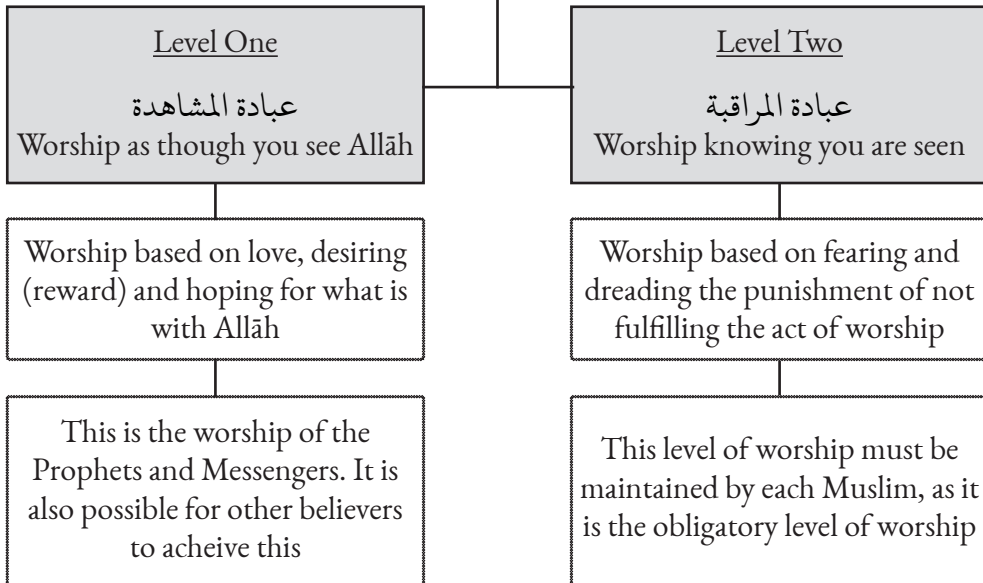 Level One
عبادة المشاهدة
Worship as though you see Allāh
Worship based on love, desiring
(reward) and hoping for what is
with Allāh
This is the worship of the
Prophets and Messengers. It is
also possible for other believers
to acheive this
Level Two
عبادة المراقبة
Worship knowing you are seen
Worship based on fearing and
dreading the punishment of not
fulfilling the act of worship
This level of worship must be
maintained by each Muslim, as it
is the obligatory level of worship